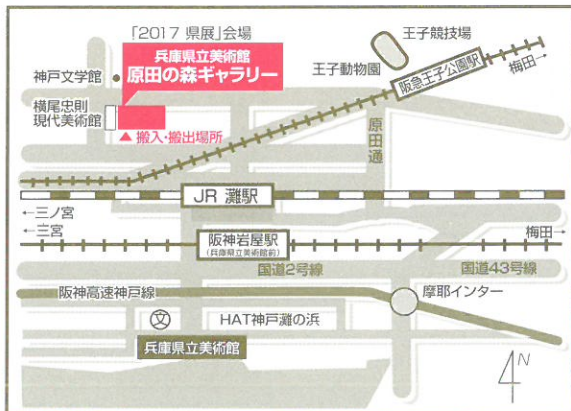 「2017 県展」会場
兵庫県立美術館
原田の森ギャラリー
神戸文学館
横尾忠則
現代美術館
▲搬入・搬出場所
王子競技場
王子動物園
阪急王子公園駅
梅田→
原田通
JR 灘駅
←三ノ宮
←三宮
阪神岩屋駅
(兵庫県立美術館前)
梅田→
国道2号線
国道43号線
阪神高速神戸線
摩耶インター
文
HAT神戸灘の浜
兵庫県立美術館
N